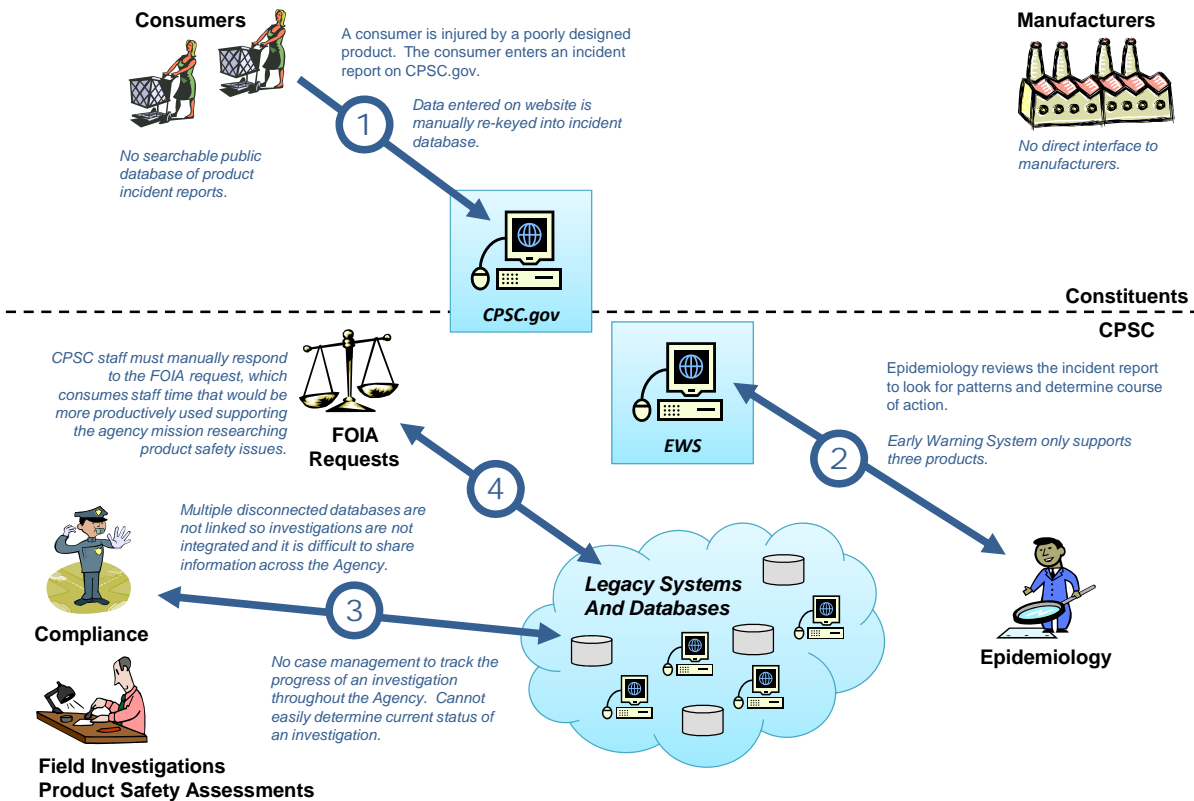 Consumers
A consumer is injured by a poorly designed
product.  The consumer enters an incident
report on CPSC.gov.
1
Data entered on website is
manually re-keyed into incident
database.
No searchable public
database of product
incident reports.
Manufacturers
No direct interface to
manufacturers.
CPSC.gov
Constituents
CPSC
CPSC staff must manually respond
to the FOIA request, which
consumes staff time that would be
more productively used supporting
the agency mission researching
product safety issues.
FOIA
Requests
EWS
Epidemiology reviews the incident report
to look for patterns and determine course
of action.
2
Early Warning System only supports
three products.
4
Multiple disconnected databases are
not linked so investigations are not
integrated and it is difficult to share
information across the Agency.
Compliance
3
Legacy Systems
And Databases
Epidemiology
No case management to track the
progress of an investigation
throughout the Agency.  Cannot
easily determine current status of
an investigation.
Field Investigations
Product Safety Assessments